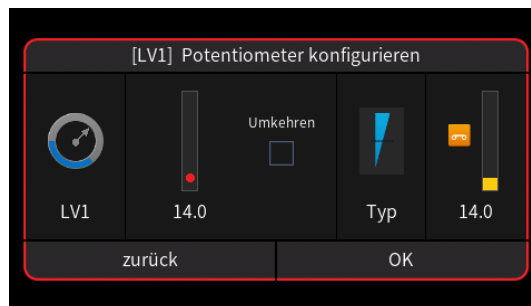 [LV1] Potentiometer konfigurieren
Umkehren
LV1
14.0
Typ
14.0
zurück
OK